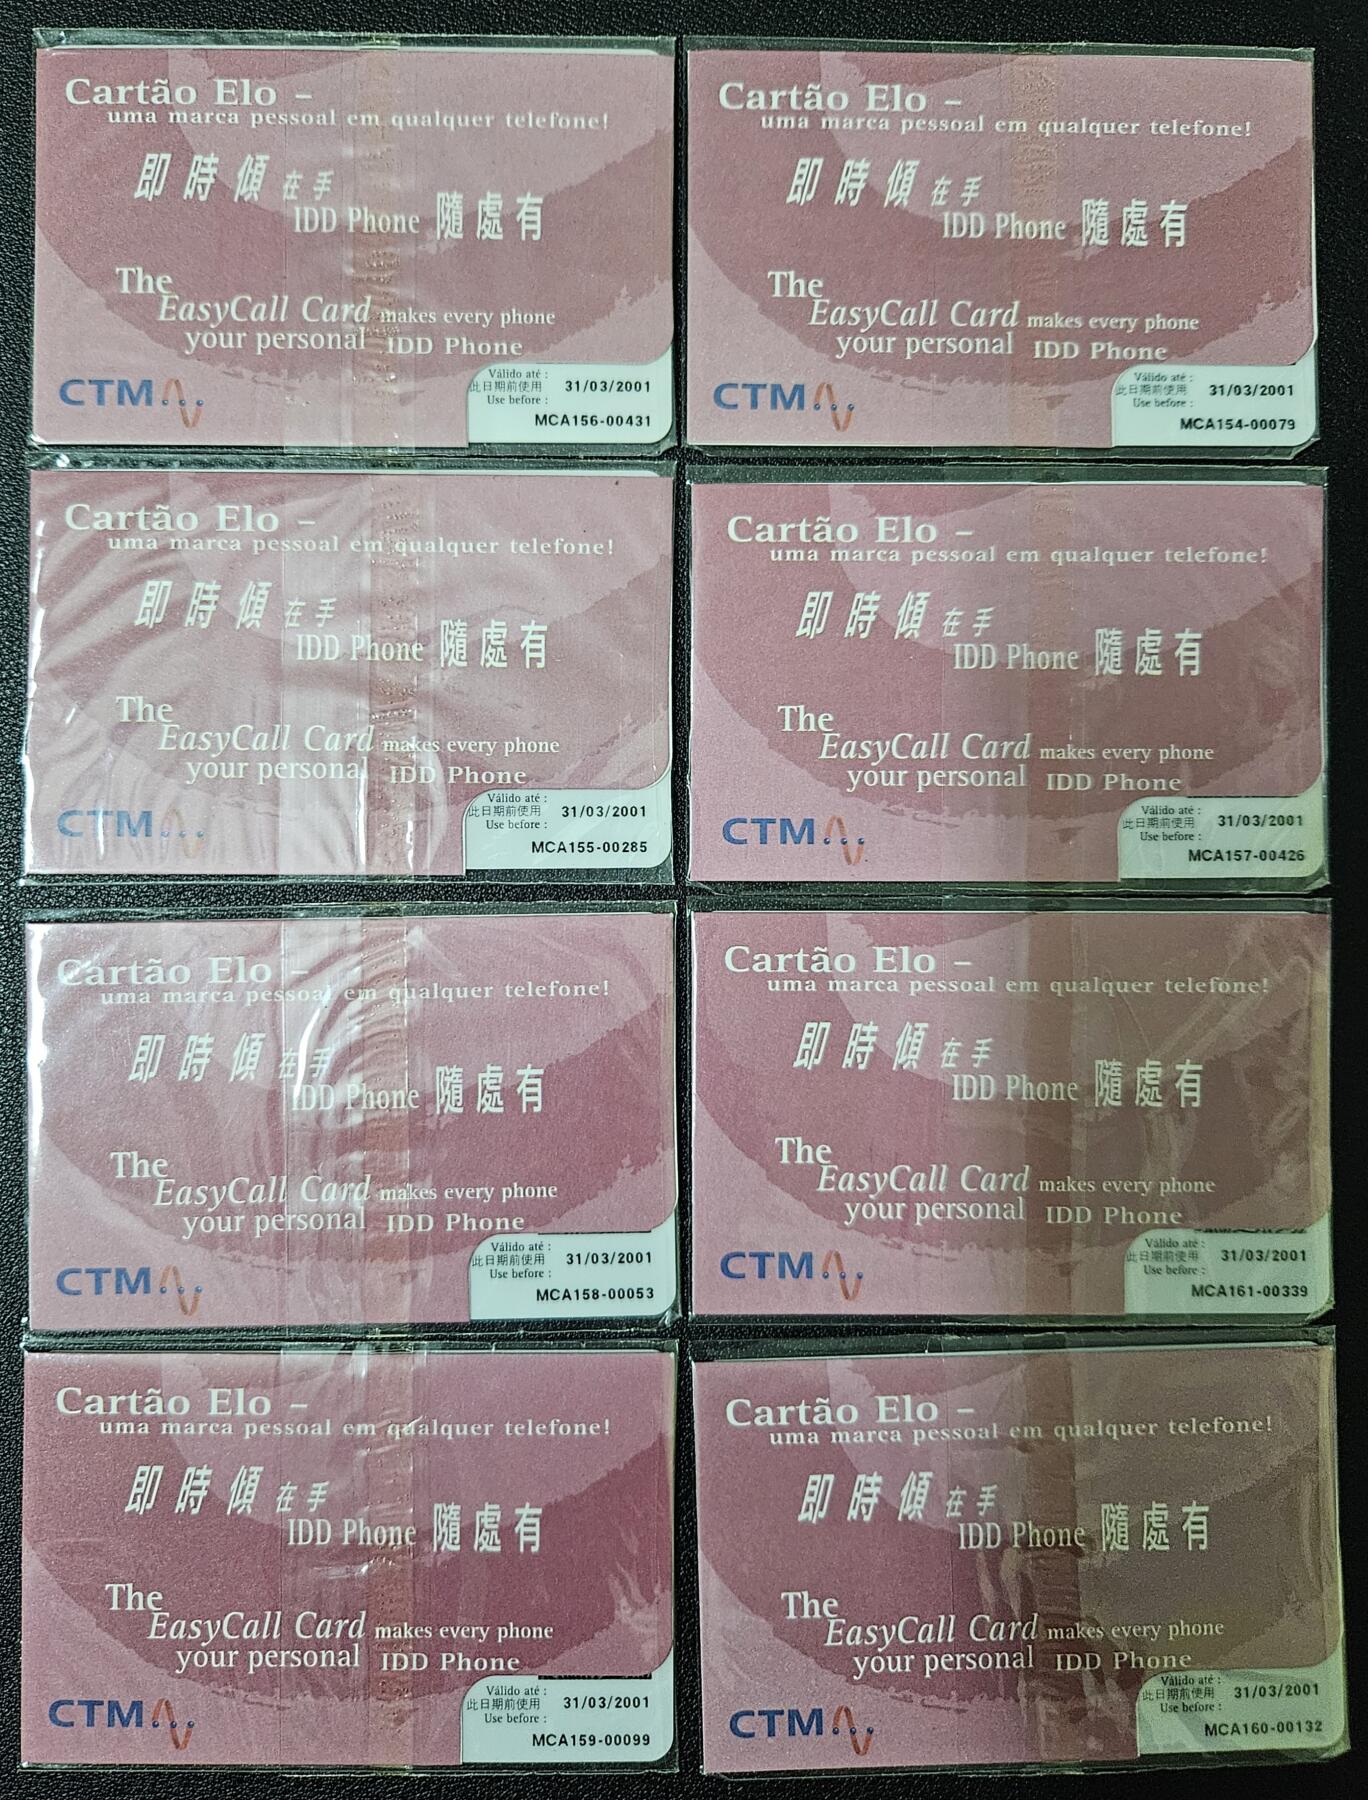 Cartão Elo –
uma marca pessoal em qualquer telefone!
即時傾在手
IDD Phone 隨處有
The
EasyCall Card makes every phone
your personal IDD Phone
CTM
Válido até :
此日期前使用 31/03/2001
Use before :
MCA156-00431
Cartão Elo –
uma marca pessoal em qualquer telefone!
即時傾在手
IDD Phone 隨處有
The
EasyCall Card makes every phone
your personal IDD Phone
CTM
Válido até :
此日期前使用 31/03/2001
Use before :
MCA154-00079
Cartão Elo –
uma marca pessoal em qualquer telefone!
即時傾在手
IDD Phone 隨處有
The
EasyCall Card makes every phone
your personal IDD Phone
CTM
Válido até :
此日期前使用 31/03/2001
Use before :
MCA155-00285
Cartão Elo –
uma marca pessoal em qualquer telefone!
即時傾在手
IDD Phone 隨處有
The
EasyCall Card makes every phone
your personal IDD Phone
CTM
Válido até :
此日期前使用 31/03/2001
Use before :
MCA157-00426
Cartão Elo –
uma marca pessoal em qualquer telefone!
即時傾在手
IDD Phone 隨處有
The
EasyCall Card makes every phone
your personal IDD Phone
CTM
Válido até :
此日期前使用 31/03/2001
Use before :
MCA158-00053
Cartão Elo –
uma marca pessoal em qualquer telefone!
即時傾在手
IDD Phone 隨處有
The
EasyCall Card makes every phone
your personal IDD Phone
CTM
Válido até :
此日期前使用 31/03/2001
Use before :
MCA161-00339
Cartão Elo –
uma marca pessoal em qualquer telefone!
即時傾在手
IDD Phone 隨處有
The
EasyCall Card makes every phone
your personal IDD Phone
CTM
Válido até :
此日期前使用 31/03/2001
Use before :
MCA159-00099
Cartão Elo –
uma marca pessoal em qualquer telefone!
即時傾在手
IDD Phone 隨處有
The
EasyCall Card makes every phone
your personal IDD Phone
CTM
Válido até :
此日期前使用 31/03/2001
Use before :
MCA160-00132